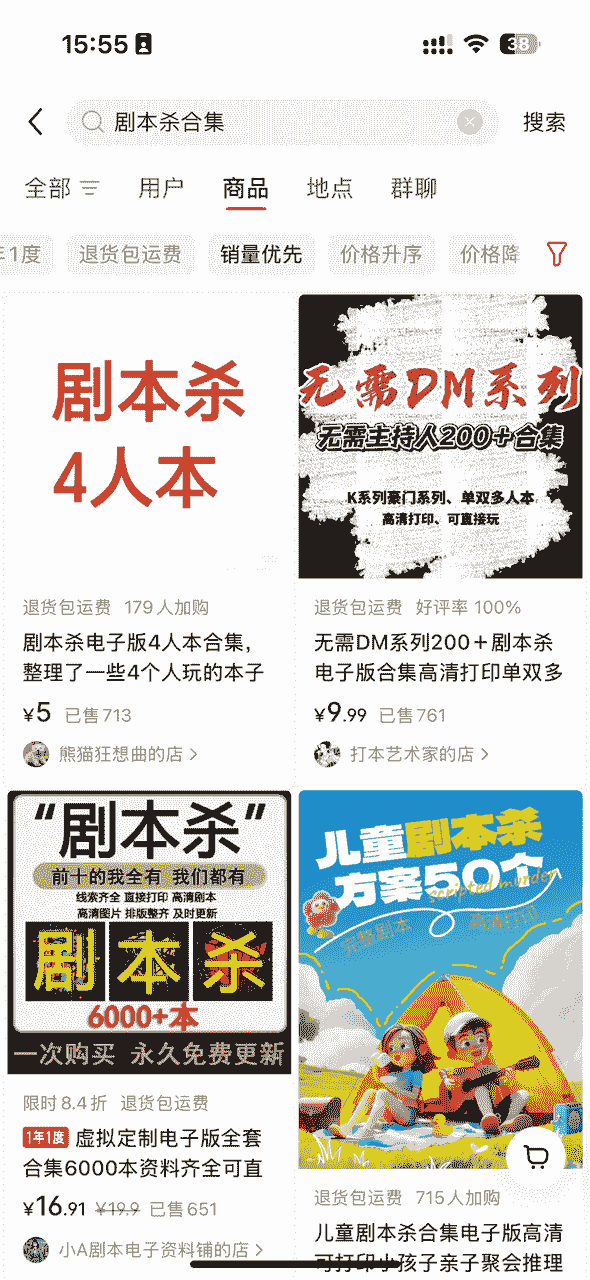 15:55
38
剧本杀合集
搜索
全部
用户
商品
地点
群聊
年1度
退货包运费
销量优先
价格升序
价格降
剧本杀
4人本
退货包运费 179人加购
剧本杀电子版4人本合集，
整理了一些4个人玩的本子
¥5 已售713
熊猫狂想曲的店
无需DM系列
无需主持人200+合集
K系列豪门系列、单双多人本
高清打印、可直接玩
退货包运费 好评率 100%
无需DM系列200＋剧本杀
电子版合集高清打印单双多
¥9.99 已售761
打本艺术家的店
“剧本杀”
前十的我全有 我们都有
线索齐全 直接打印 高清剧本
高清图片 排版整齐 及时更新
剧本杀
6000+本
一次购买 永久免费更新
限时8.4折 退货包运费
1年1度 虚拟定制电子版全套
合集6000本资料齐全可直
¥16.91 ¥19.9 已售651
小A剧本电子资料铺的店
儿童剧本杀
方案50个
scripted murder
完整剧本
高清打印
退货包运费 715人加购
儿童剧本杀合集电子版高清
可打印小孩子亲子聚会推理